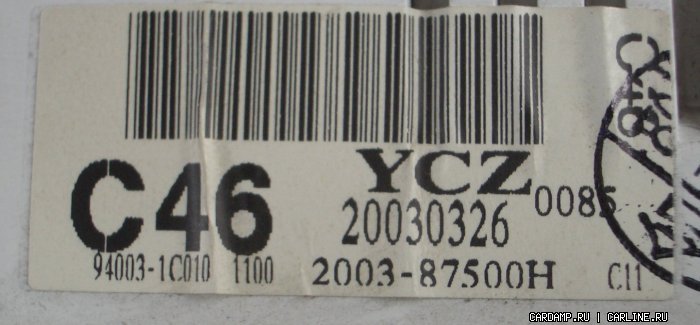 C46
YCZ
0085
20030326
94003-1C010 1100
2003-87500H
C11
CARDAMP.RU | CARLINE.RU